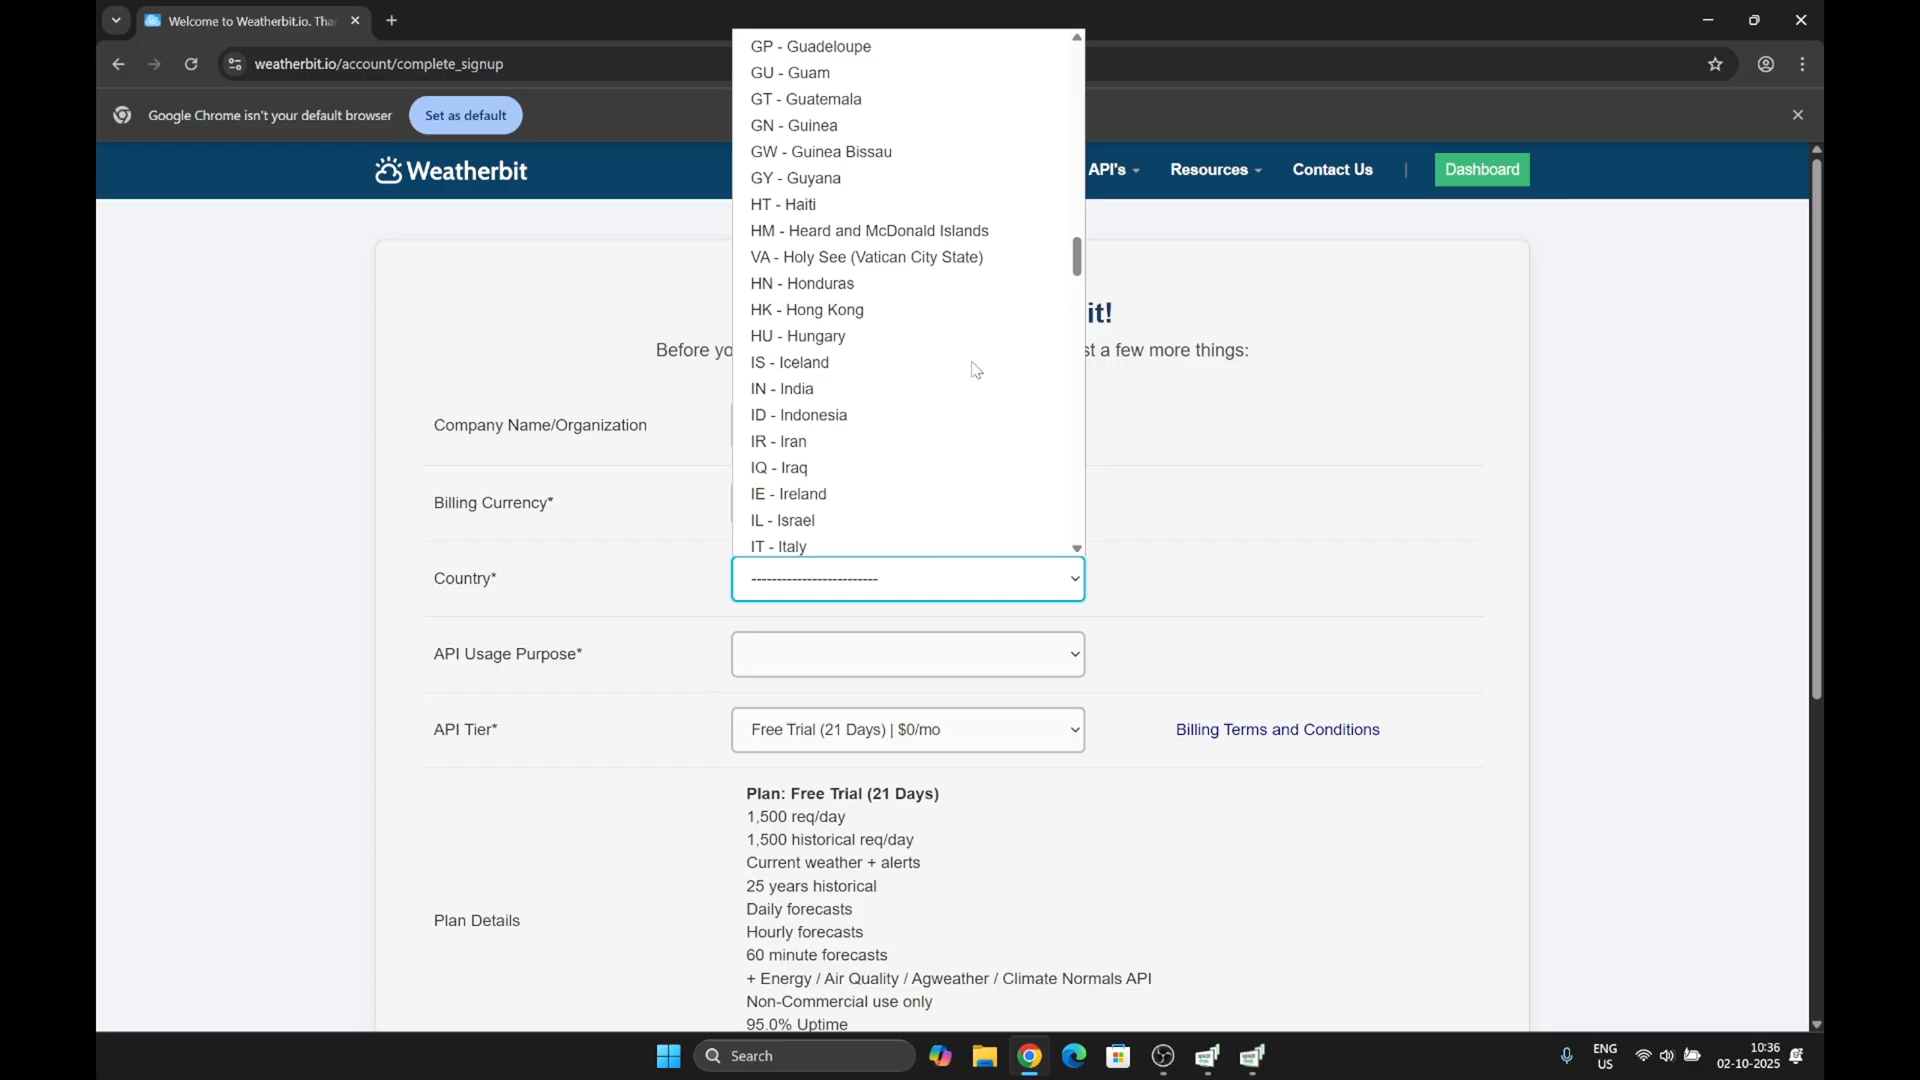 Welcome to Weatherbit.io. Tha
weatherbit.io/account/complete_signup
Google Chrome isn't your default browser
Set as default
Weatherbit
API's
Resources
Contact Us
|
Dashboard
GP - Guadeloupe
GU - Guam
GT - Guatemala
GN - Guinea
GW - Guinea Bissau
GY - Guyana
HT - Haiti
HM - Heard and McDonald Islands
VA - Holy See (Vatican City State)
HN - Honduras
HK - Hong Kong
HU - Hungary
IS - Iceland
IN - India
ID - Indonesia
IR - Iran
IQ - Iraq
IE - Ireland
IL - Israel
IT - Italy
it!
Before yo
st a few more things:
Company Name/Organization
Billing Currency*
Country*
-------------------------
API Usage Purpose*
API Tier*
Free Trial (21 Days) | $0/mo
Billing Terms and Conditions
Plan Details
Plan: Free Trial (21 Days)
1,500 req/day
1,500 historical req/day
Current weather + alerts
25 years historical
Daily forecasts
Hourly forecasts
60 minute forecasts
+ Energy / Air Quality / Agweather / Climate Normals API
Non-Commercial use only
95.0% Uptime
Search
ENG
US
10:36
02-10-2025